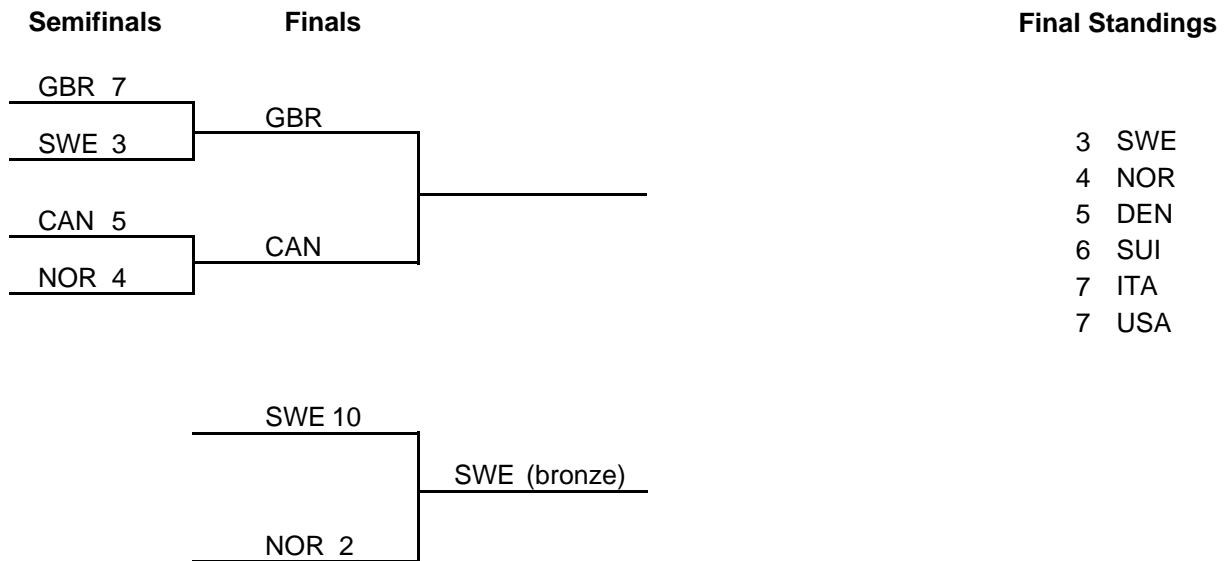 Semifinals Finals Final Standings
GBR 7
GBR
SWE 3
3 SWE
4 NOR
CAN 5
5 DEN
CAN
6 SUI
NOR 4
7 ITA
7 USA
SWE 10
SWE (bronze)
NOR 2